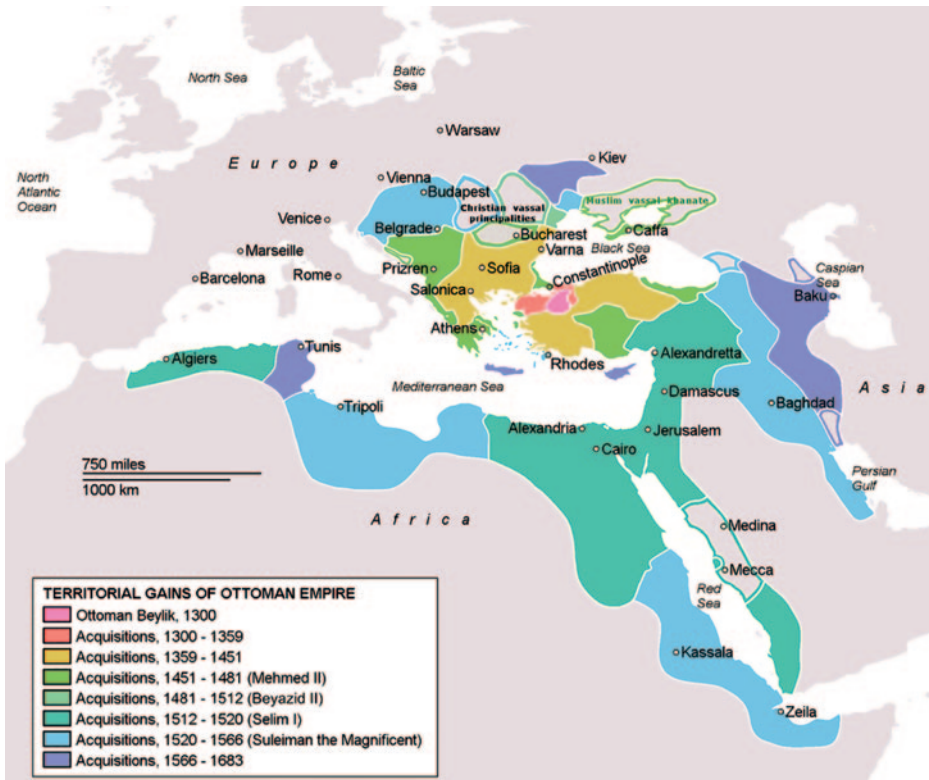 North Sea
Baltic
Sea
Warsaw
Europe
Kiev
North
Atlantic
Ocean
Vienna
Budapest
Christian vassal
principalities
Muslim vassal khanate
Venice
Belgrade
Bucharest
Caffa
Varna
Black Sea
Marseille
Prizren
Sofia
Constantinople
Caspian
Sea
Barcelona
Rome
Salonica
Baku
Athens
Tunis
Algiers
Rhodes
Alexandretta
Mediterranean Sea
Damascus
Asia
Tripoli
Baghdad
Alexandria
Jerusalem
Cairo
750 miles
1000 km
Persian
Gulf
Africa
Medina
Mecca
Red
Sea
Kassala
Zeila
TERRITORIAL GAINS OF OTTOMAN EMPIRE
Ottoman Beylik, 1300
Acquisitions, 1300 - 1359
Acquisitions, 1359 - 1451
Acquisitions, 1451 - 1481 (Mehmed II)
Acquisitions, 1481 - 1512 (Beyazid II)
Acquisitions, 1512 - 1520 (Selim I)
Acquisitions, 1520 - 1566 (Suleiman the Magnificent)
Acquisitions, 1566 - 1683